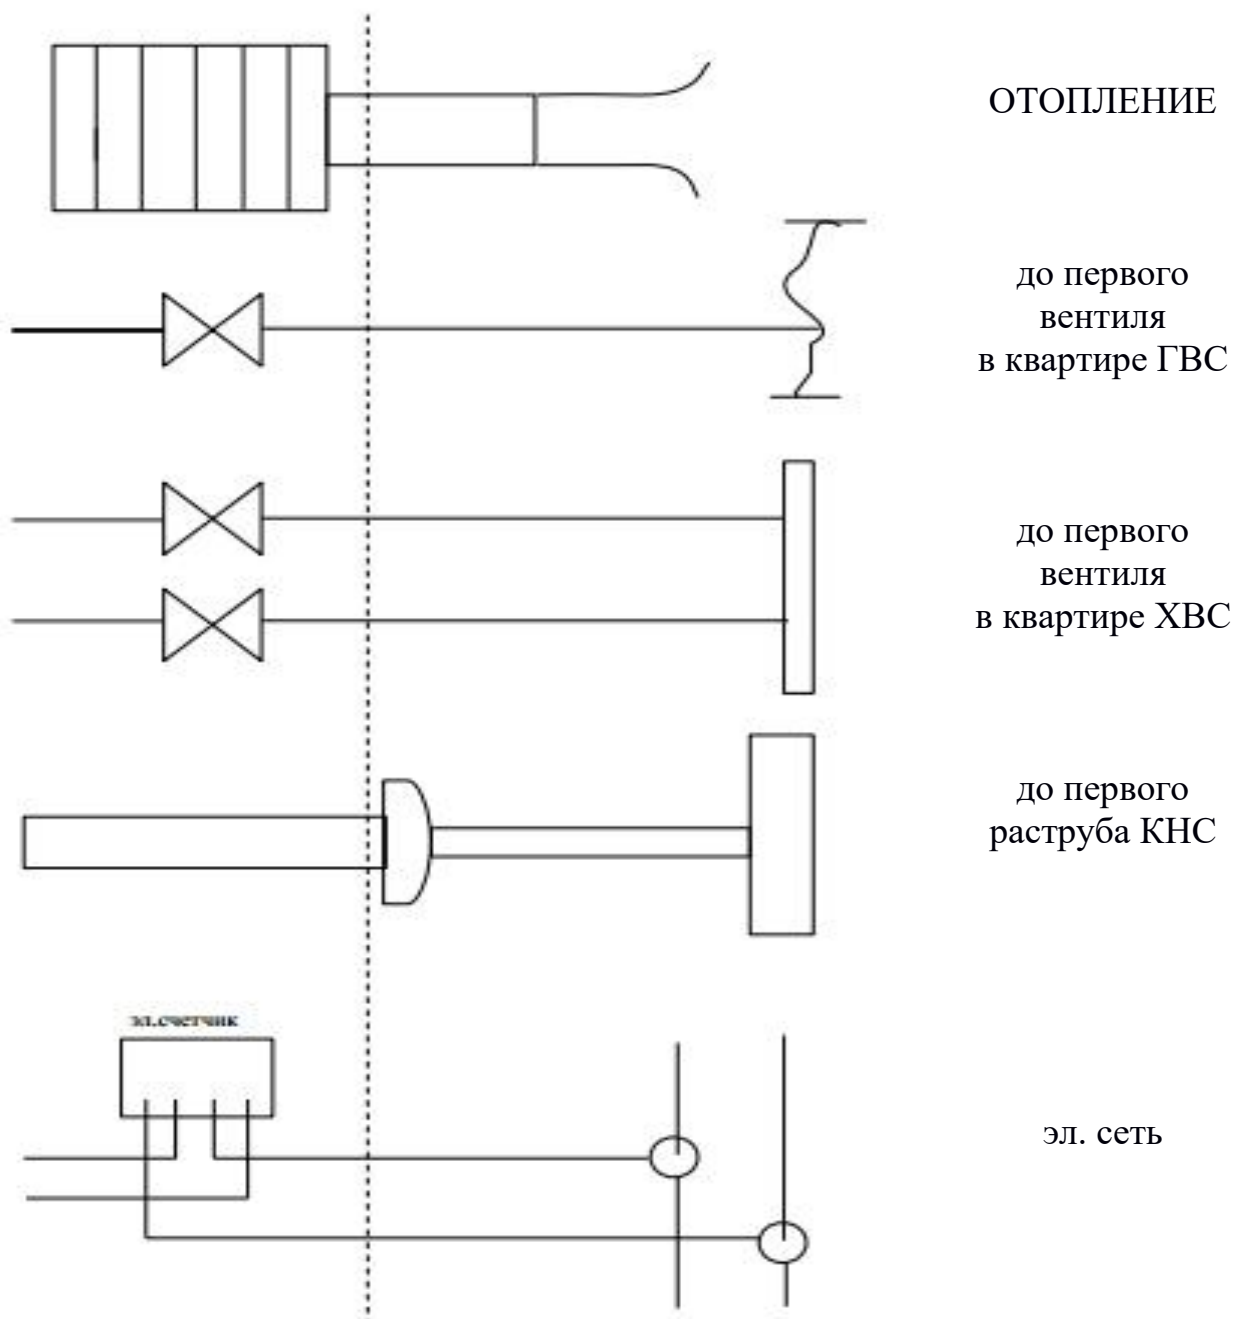 ОТОПЛЕНИЕ
до первого
вентиля
в квартире ГВС
до первого
вентиля
в квартире ХВС
до первого
раструба КНС
эл.счетчик
эл. сеть